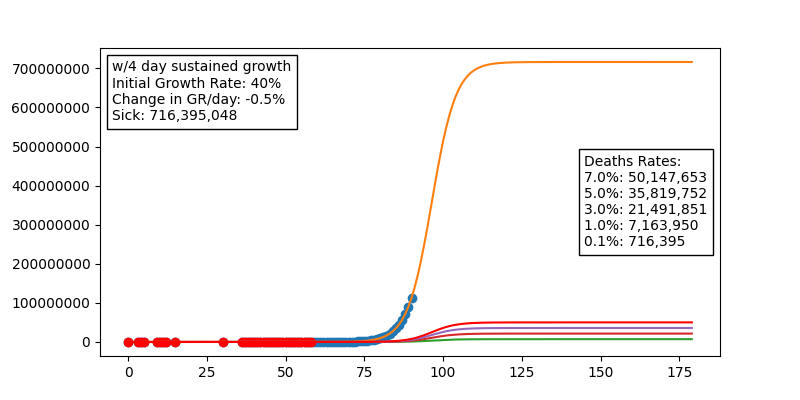 w/4 day sustained growth
Initial Growth Rate: 40%
Change in GR/day: -0.5%
Sick: 716,395,048
Deaths Rates:
7.0%: 50,147,653
5.0%: 35,819,752
3.0%: 21,491,851
1.0%: 7,163,950
0.1%: 716,395
700000000
600000000
500000000
400000000
300000000
200000000
100000000
0
0 25 50 75 100 125 150 175